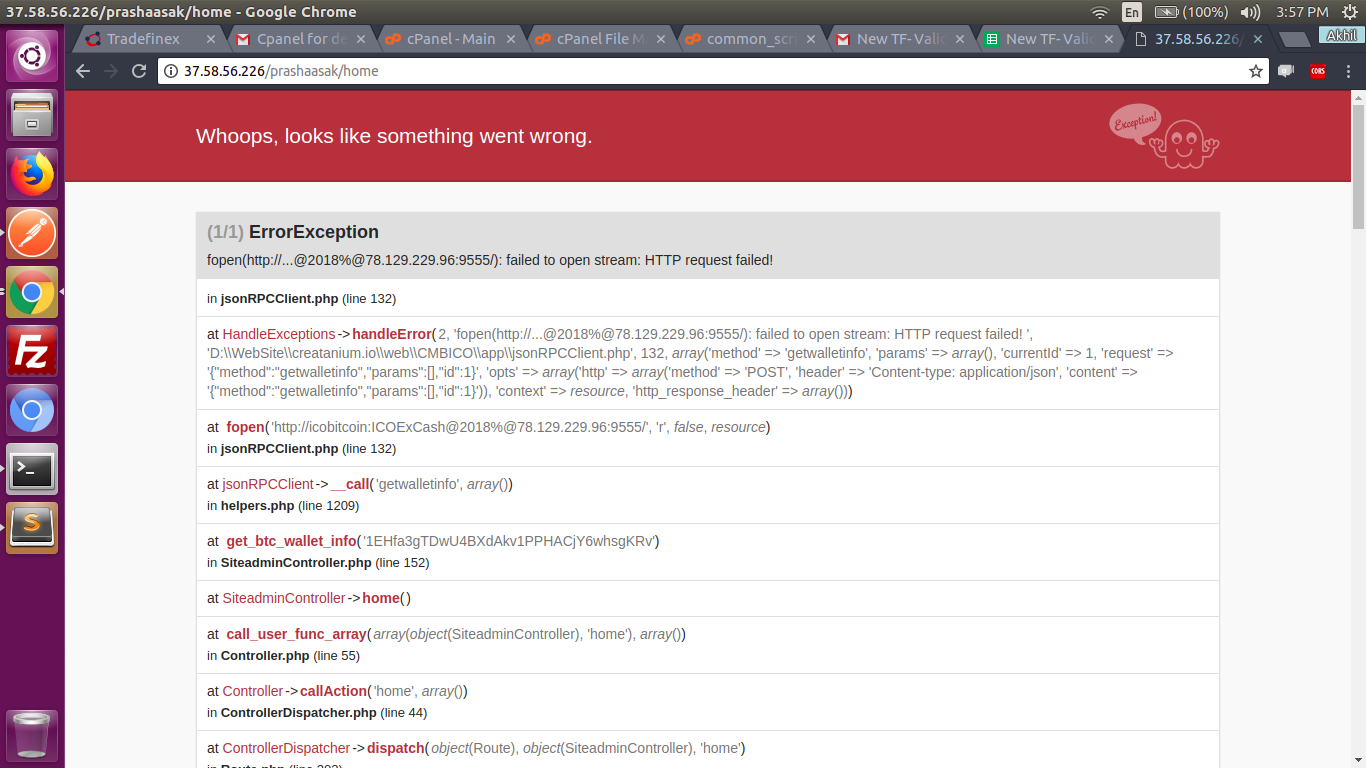 37.58.56.226/prashaasak/home - Google Chrome
En
(100%)
3:57 PM
Tradefinex
Cpanel for de
cPanel - Main
cPanel File M
common_scri
New TF- Valid
New TF- Valid
37.58.56.226/
Akhil
37.58.56.226/prashaasak/home
CORS
Whoops, looks like something went wrong.
Exception!
(1/1) ErrorException
fopen(http://...@2018%@78.129.229.96:9555/): failed to open stream: HTTP request failed!
in jsonRPCClient.php (line 132)
at HandleExceptions->handleError(2, 'fopen(http://...@2018%@78.129.229.96:9555/): failed to open stream: HTTP request failed! ',
'D:\\WebSite\\creatanium.io\\web\\CMBICO\\app\\jsonRPCClient.php', 132, array('method' => 'getwalletinfo', 'params' => array(), 'currentId' => 1, 'request' =>
'{"method":"getwalletinfo","params":[],"id":1}', 'opts' => array('http' => array('method' => 'POST', 'header' => 'Content-type: application/json', 'content' =>
'{"method":"getwalletinfo","params":[],"id":1}')), 'context' => resource, 'http_response_header' => array()))
at fopen('http://icobitcoin:ICOExCash@2018%@78.129.229.96:9555/', 'r', false, resource)
in jsonRPCClient.php (line 132)
at jsonRPCClient->__call('getwalletinfo', array())
in helpers.php (line 1209)
at get_btc_wallet_info('1EHfa3gTDwU4BXdAkv1PPHACjY6whsgKRv')
in SiteadminController.php (line 152)
at SiteadminController->home()
at call_user_func_array(array(object(SiteadminController), 'home'), array())
in Controller.php (line 55)
at Controller->callAction('home', array())
in ControllerDispatcher.php (line 44)
at ControllerDispatcher->dispatch(object(Route), object(SiteadminController), 'home')